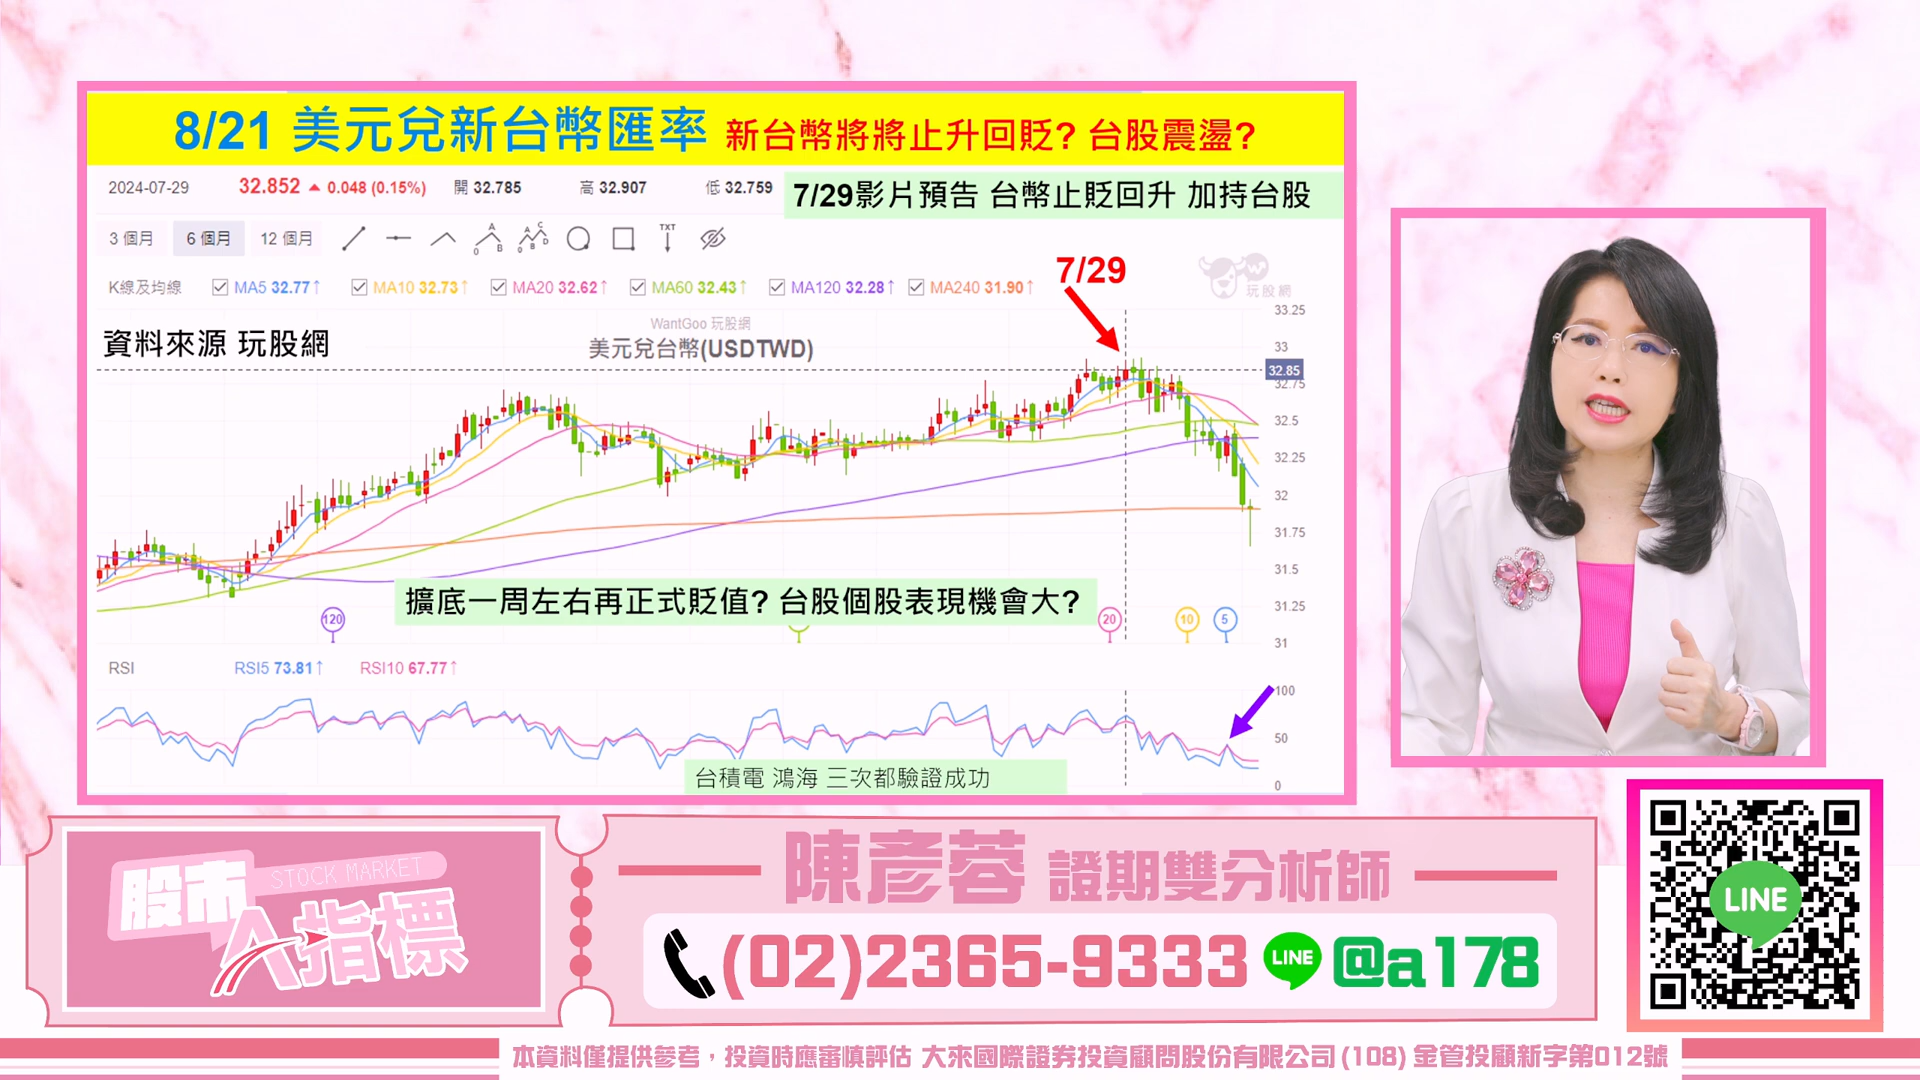 8/21 美元兌新台幣匯率 新台幣將將止升回貶? 台股震盪?
2024-07-29 32.852 ▲ 0.048 (0.15%) 開 32.785 高 32.907 低 32.759
7/29影片預告 台幣止貶回升 加持台股
3 個月 6 個月 12 個月
TXT
K線及均線 MA5 32.77↑ MA10 32.73↑ MA20 32.62↑ MA60 32.43↑ MA120 32.28↑ MA240 31.90↑
7/29
玩股網
資料來源 玩股網
WantGoo 玩股網
美元兌台幣(USDTWD)
33.25
33
32.85
32.75
32.5
32.25
32
31.75
31.5
31.25
31
擴底一周左右再正式貶值? 台股個股表現機會大?
120 20 10 5
RSI RSI5 73.81↑ RSI10 67.77↑
100
50
0
台積電 鴻海 三次都驗證成功
股市 STOCK MARKET
A指標
陳彥蓉 證期雙分析師
(02)2365-9333 LINE @a178
LINE
本資料僅提供參考，投資時應審慎評估 大來國際證券投資顧問股份有限公司 (108) 金管投顧新字第012號